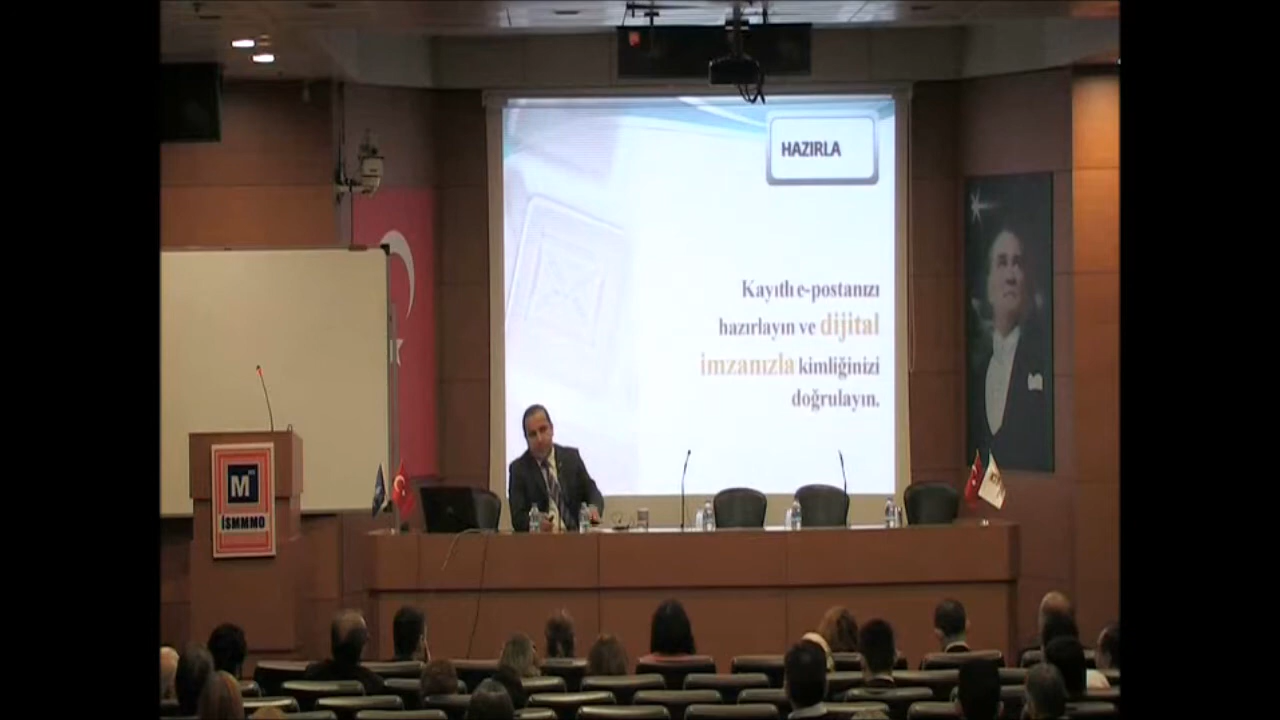 HAZIRLA
Kayıtlı e-postanızı
hazırlayın ve dijital
imzanızla kimliğinizi
doğrulayın.
M
İSMMMO